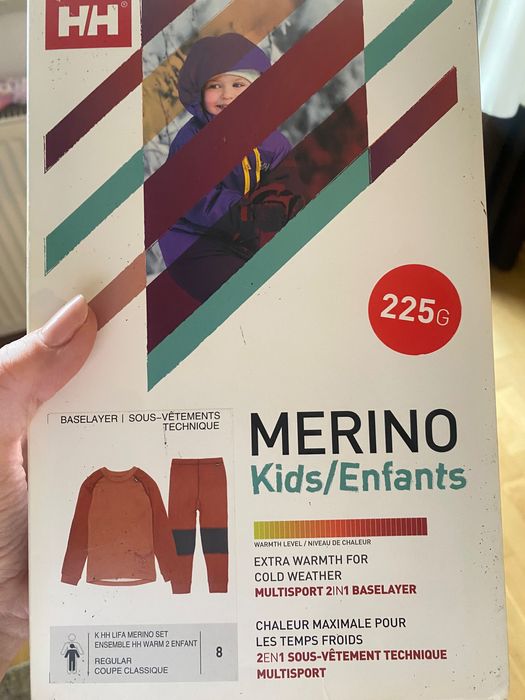 HH
225G
BASELAYER | SOUS-VÊTEMENTS
TECHNIQUE
MERINO
Kids/Enfants
WARMTH LEVEL / NIVEAU DE CHALEUR
EXTRA WARMTH FOR
COLD WEATHER
MULTISPORT 2IN1 BASELAYER
CHALEUR MAXIMALE POUR
LES TEMPS FROIDS
2EN1 SOUS-VÊTEMENT TECHNIQUE
MULTISPORT
K HH LIFA MERINO SET
ENSEMBLE HH WARM 2 ENFANT
REGULAR
COUPE CLASSIQUE
8